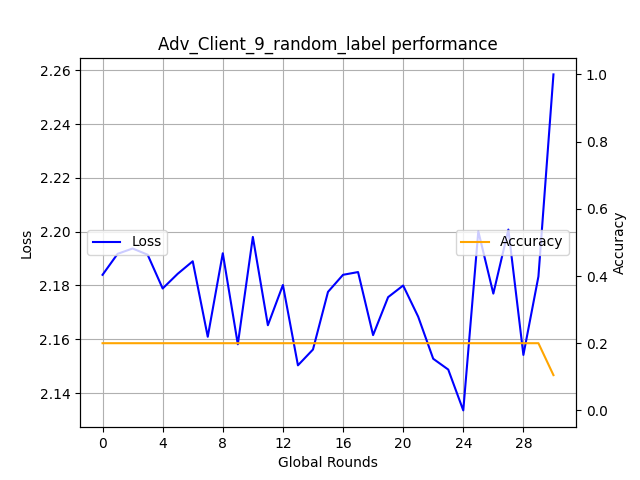 Adv_Client_9_random_label performance
2.26
2.24
2.22
2.20
2.18
2.16
2.14
Loss
Loss
Accuracy
1.0
0.8
0.6
0.4
0.2
0.0
Accuracy
0 4 8 12 16 20 24 28
Global Rounds